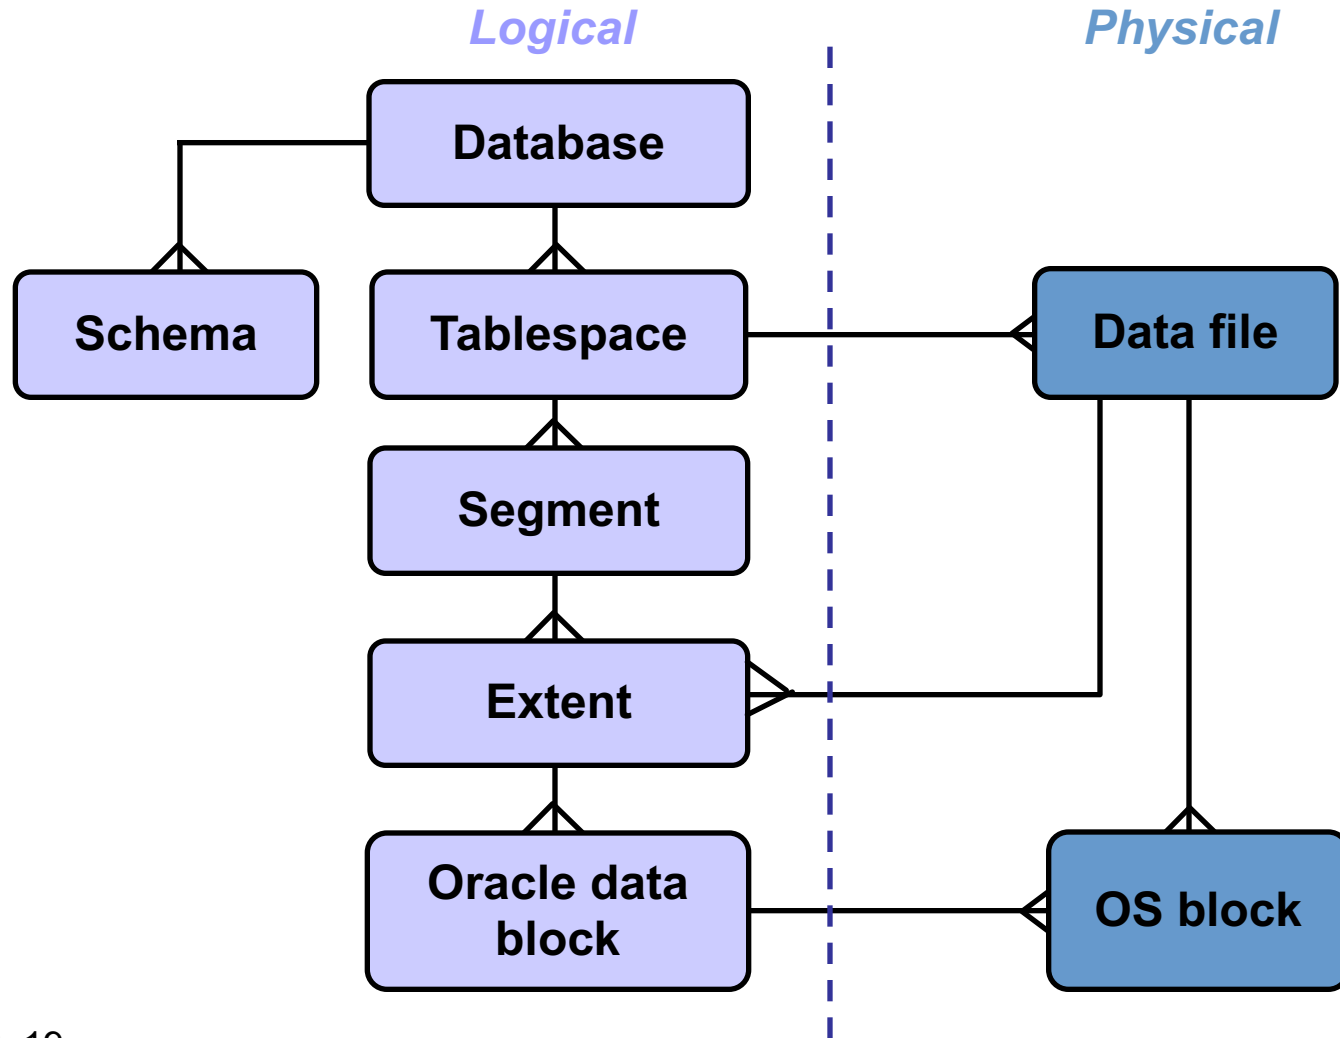 Logical
Physical
Database
Schema
Tablespace
Data file
Segment
Extent
Oracle data
block
OS block